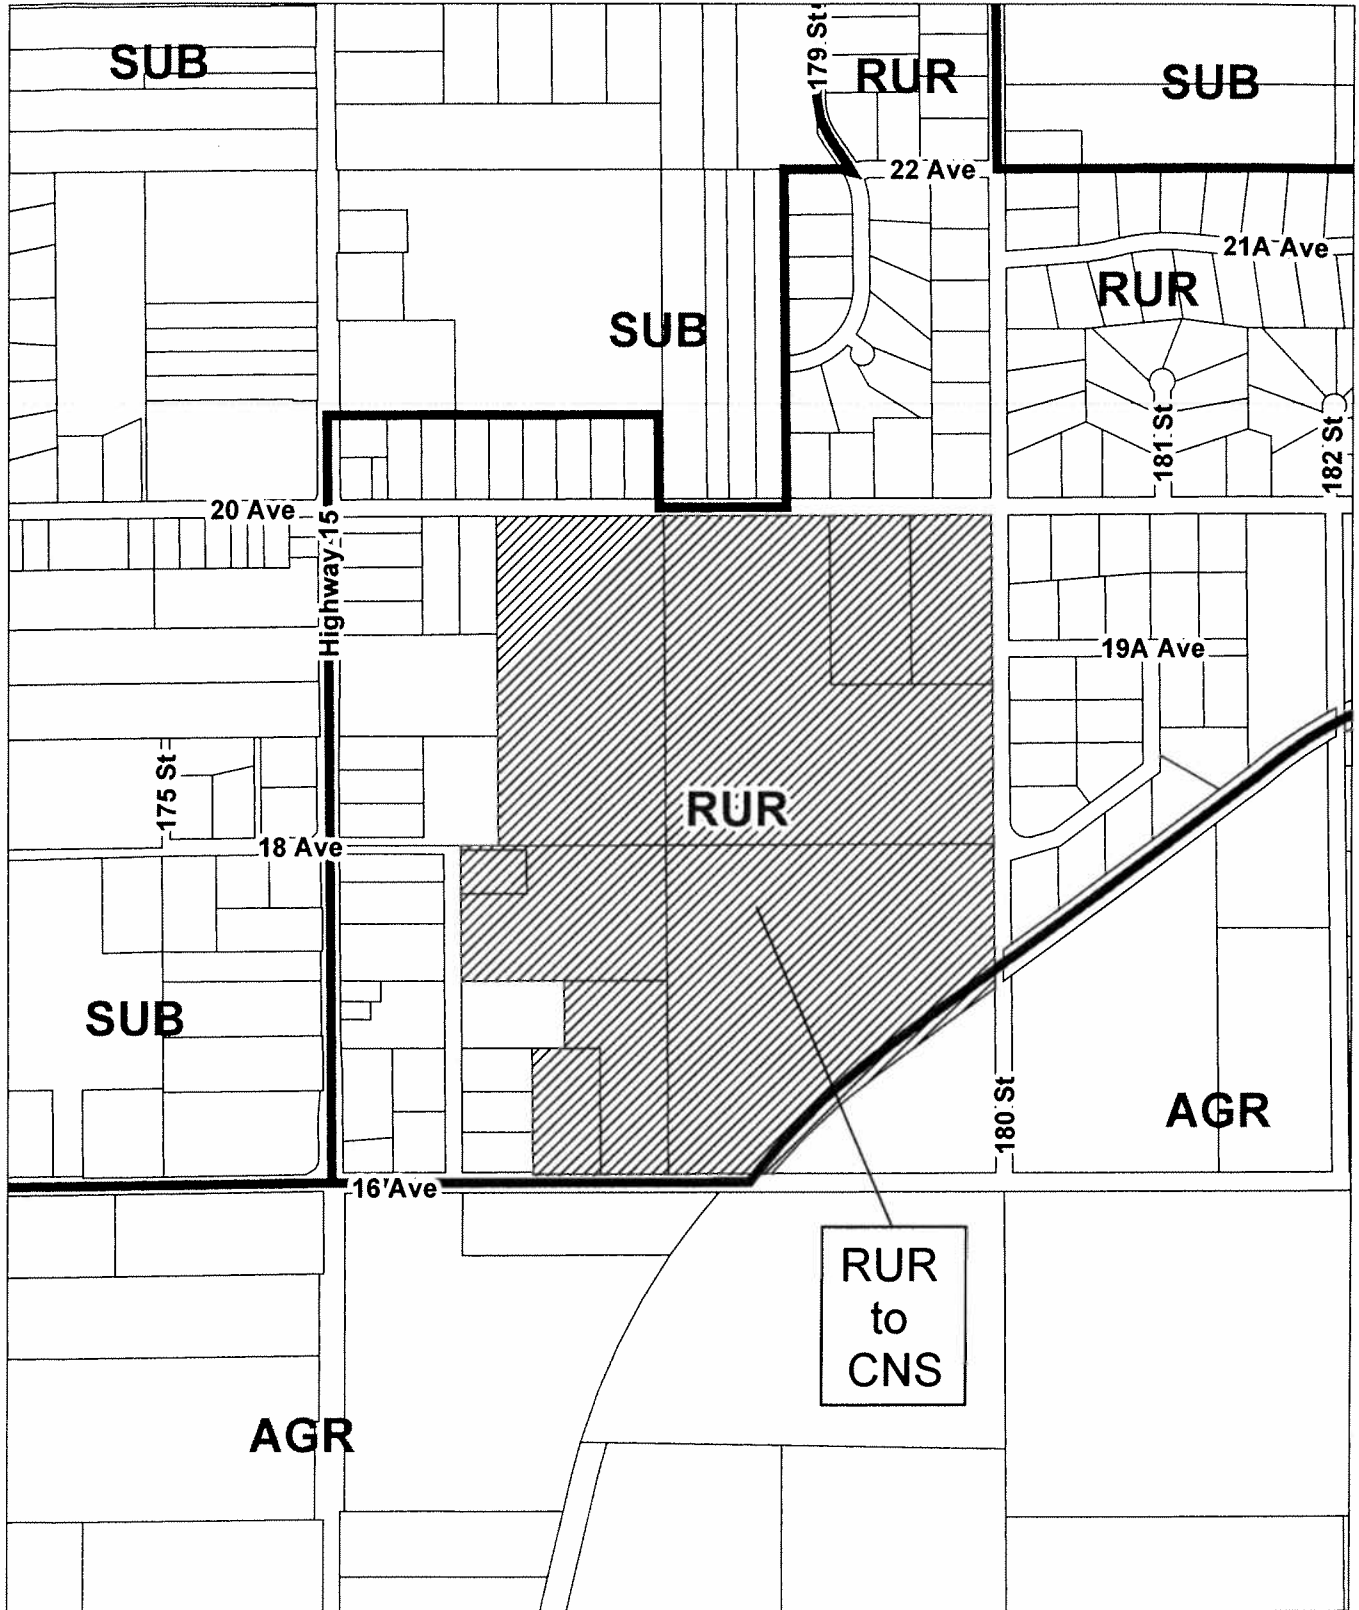 179 St
SUB
RUR
SUB
22 Ave
21A Ave
RUR
SUB
181 St
182 St
20 Ave
Highway 15
19A Ave
175 St
RUR
18 Ave
SUB
180 St
AGR
16 Ave
RUR
to
CNS
AGR